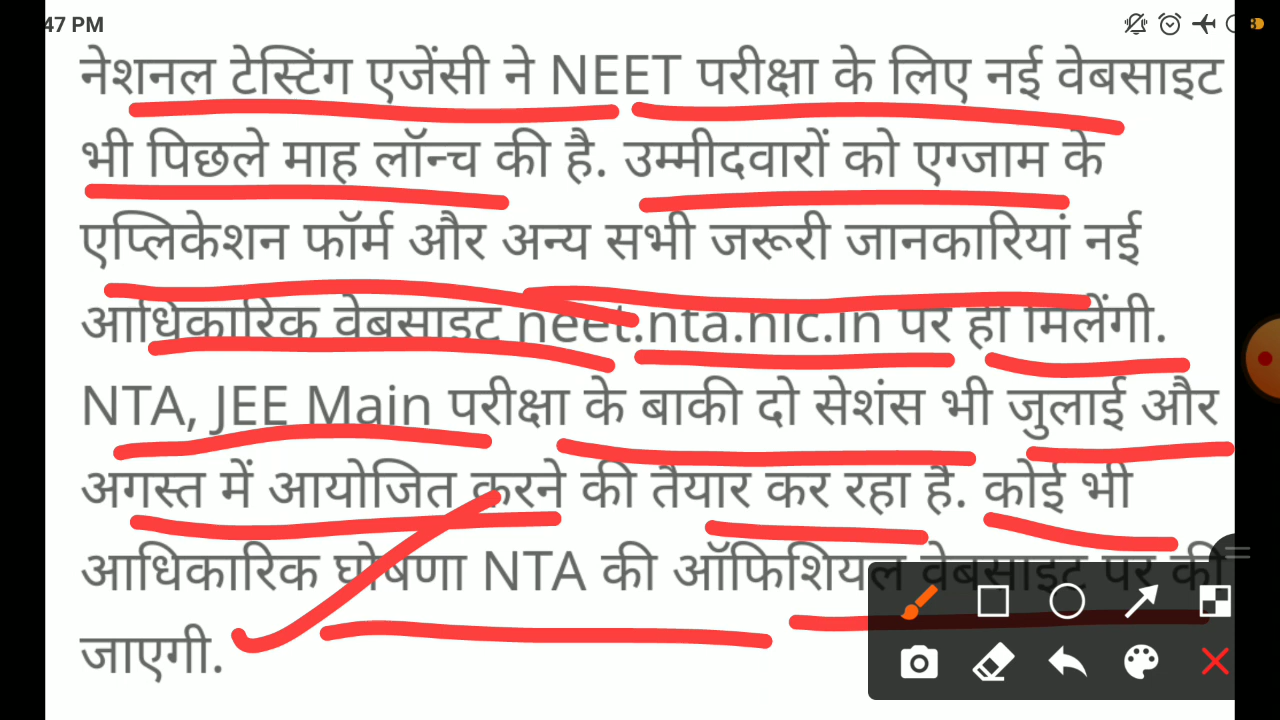 47 PM
नेशनल टेस्टिंग एजेंसी ने NEET परीक्षा के लिए नई वेबसाइट
भी पिछले माह लॉन्च की है. उम्मीदवारों को एग्जाम के
एप्लिकेशन फॉर्म और अन्य सभी जरूरी जानकारियां नई
आधिकारिक वेबसाइट neet.nta.nic.in पर ही मिलेंगी.
NTA, JEE Main परीक्षा के बाकी दो सेशंस भी जुलाई और
अगस्त में आयोजित करने की तैयार कर रहा है. कोई भी
आधिकारिक घोषणा NTA की ऑफिशियल वेबसाइट पर की
जाएगी.